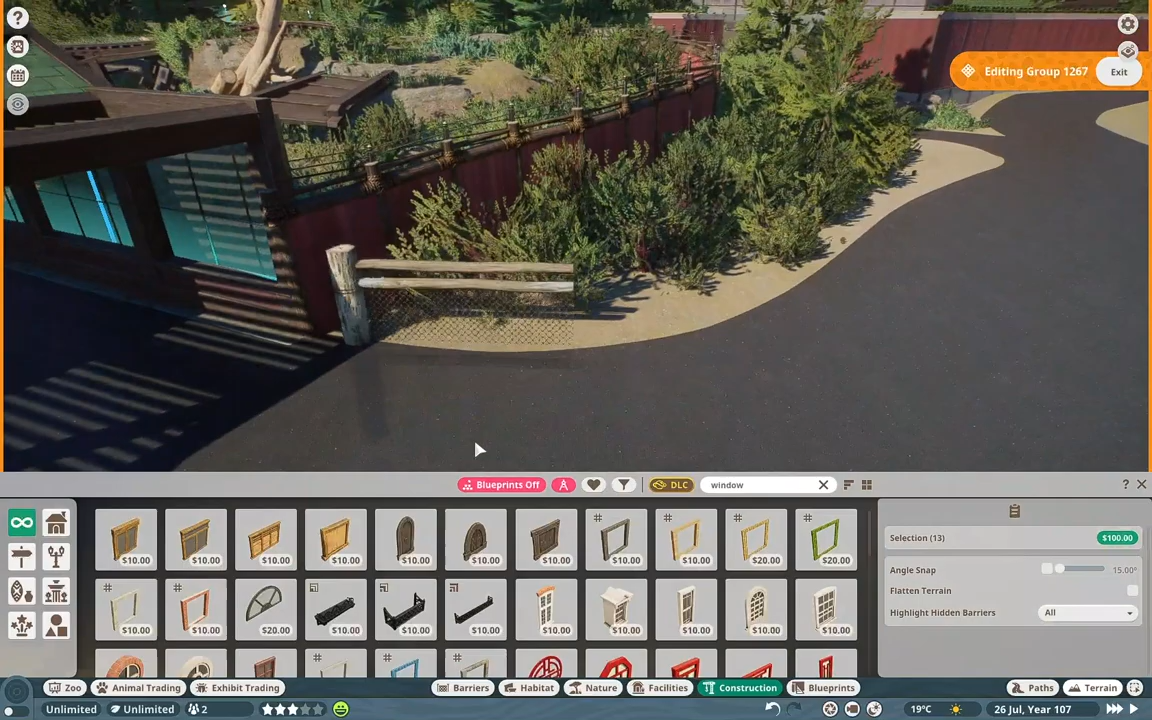 ?
Editing Group 1267 Exit
Blueprints Off DLC window ? ×
$10.00 $10.00 $10.00 $10.00 $10.00 $10.00 $10.00 $10.00 $10.00 $20.00 $20.00
$10.00 $10.00 $20.00 $10.00 $10.00 $10.00 $10.00 $10.00 $10.00 $10.00 $10.00
Selection (13) $100.00
Angle Snap 15.00°
Flatten Terrain
Highlight Hidden Barriers All
Zoo Animal Trading Exhibit Trading Barriers Habitat Nature Facilities Construction Blueprints Paths Terrain
Unlimited Unlimited 2 19°C 26 Jul, Year 107